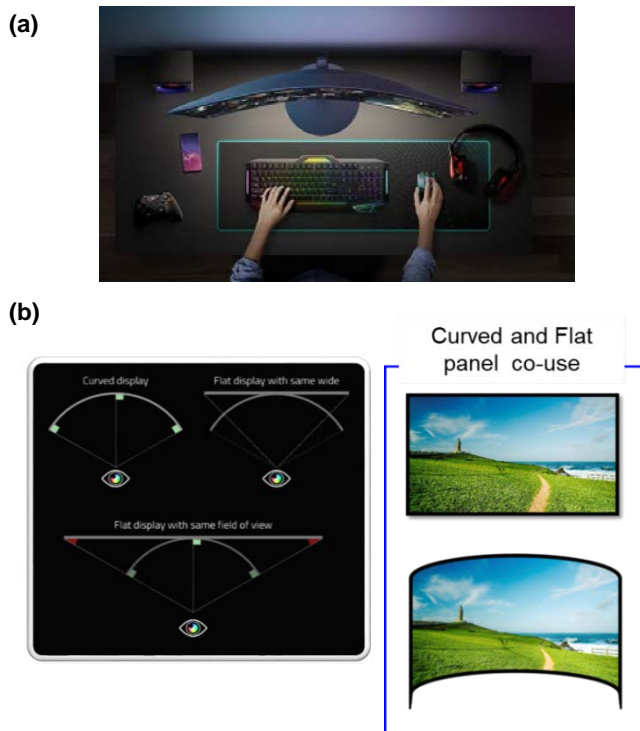 (a)
(b)
Curved display
Flat display with same wide
Flat display with same field of view
Curved and Flat
panel co-use